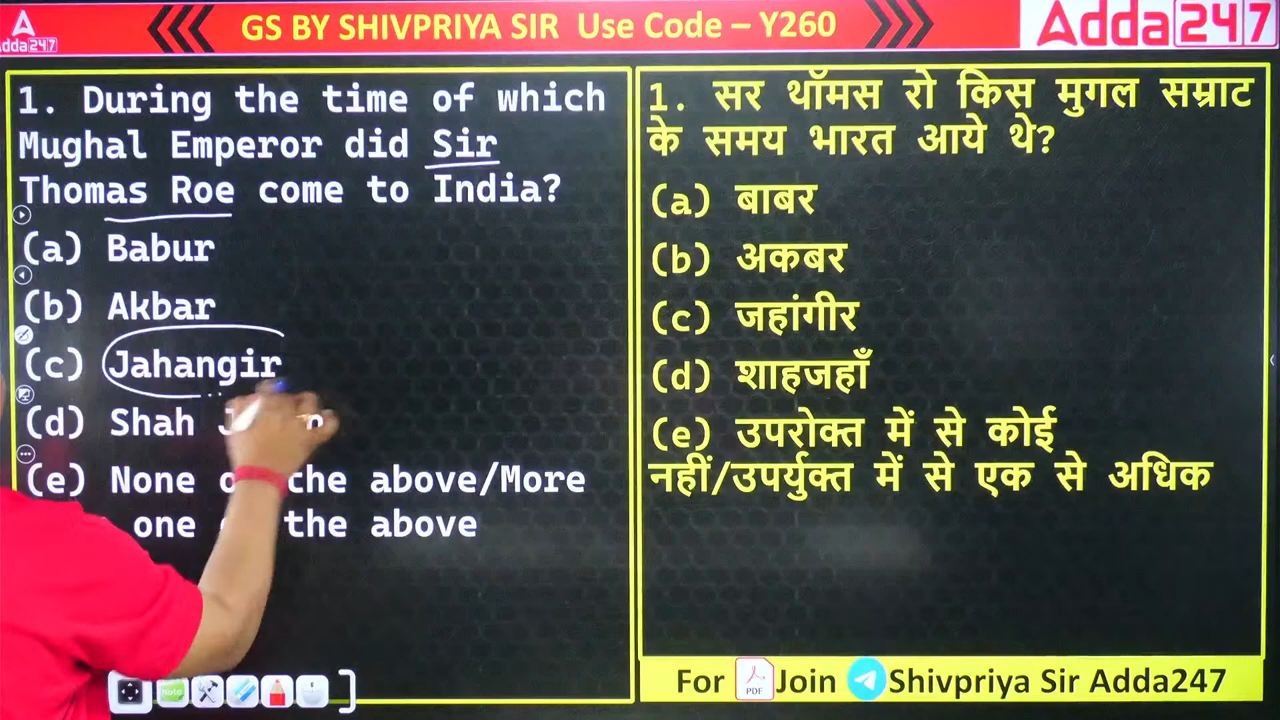 GS BY SHIVPRIYA SIR Use Code – Y260
Adda247
Adda247
1. During the time of which
Mughal Emperor did Sir
Thomas Roe come to India?
(a) Babur
(b) Akbar
(c) Jahangir
(d) Shah
(e) None the above/More
one the above
1. सर थॉमस रो किस मुगल सम्राट
के समय भारत आये थे?
(a) बाबर
(b) अकबर
(c) जहांगीर
(d) शाहजहाँ
(e) उपरोक्त में से कोई
नहीं/उपर्युक्त में से एक से अधिक
For PDF Join Shivpriya Sir Adda247